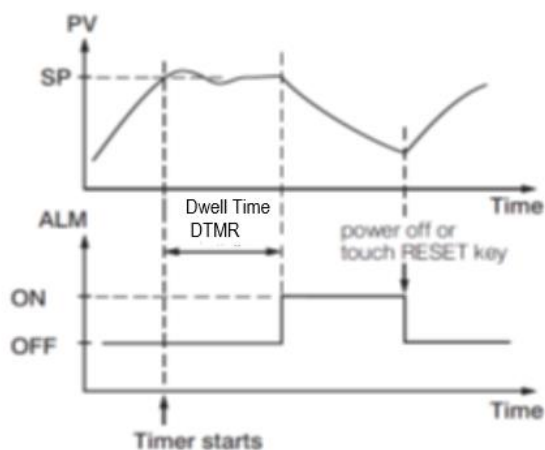 PV
SP
Time
Dwell Time
DTMR
power off or
touch RESET key
ALM
ON
OFF
Time
Timer starts